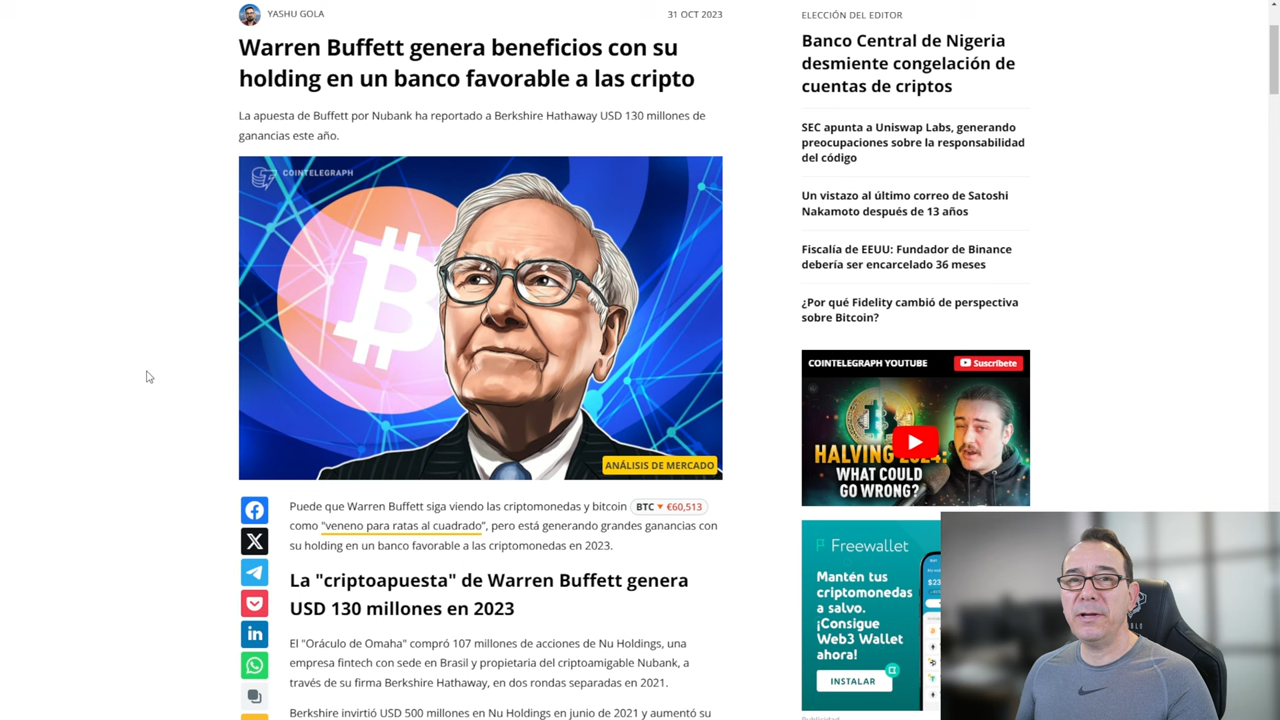 YASHU GOLA
31 OCT 2023
Warren Buffett genera beneficios con su
holding en un banco favorable a las cripto
La apuesta de Buffett por Nubank ha reportado a Berkshire Hathaway USD 130 millones de
ganancias este año.
COINTELEGRAPH
ANÁLISIS DE MERCADO
Puede que Warren Buffett siga viendo las criptomonedas y bitcoin BTC ▼ €60,513
como "veneno para ratas al cuadrado", pero está generando grandes ganancias con
su holding en un banco favorable a las criptomonedas en 2023.
La "criptoapuesta" de Warren Buffett genera
USD 130 millones en 2023
El "Oráculo de Omaha" compró 107 millones de acciones de Nu Holdings, una
empresa fintech con sede en Brasil y propietaria del criptoamigable Nubank, a
través de su firma Berkshire Hathaway, en dos rondas separadas en 2021.
Berkshire invirtió USD 500 millones en Nu Holdings en junio de 2021 y aumentó su
ELECCIÓN DEL EDITOR
Banco Central de Nigeria
desmiente congelación de
cuentas de criptos
SEC apunta a Uniswap Labs, generando
preocupaciones sobre la responsabilidad
del código
Un vistazo al último correo de Satoshi
Nakamoto después de 13 años
Fiscalía de EEUU: Fundador de Binance
debería ser encarcelado 36 meses
¿Por qué Fidelity cambió de perspectiva
sobre Bitcoin?
COINTELEGRAPH YOUTUBE
Suscríbete
HALVING 2024:
WHAT COULD
GO WRONG?
Freewallet
Mantén tus
criptomonedas
a salvo.
¡Consigue
Web3 Wallet
ahora!
INSTALAR
Publicidad